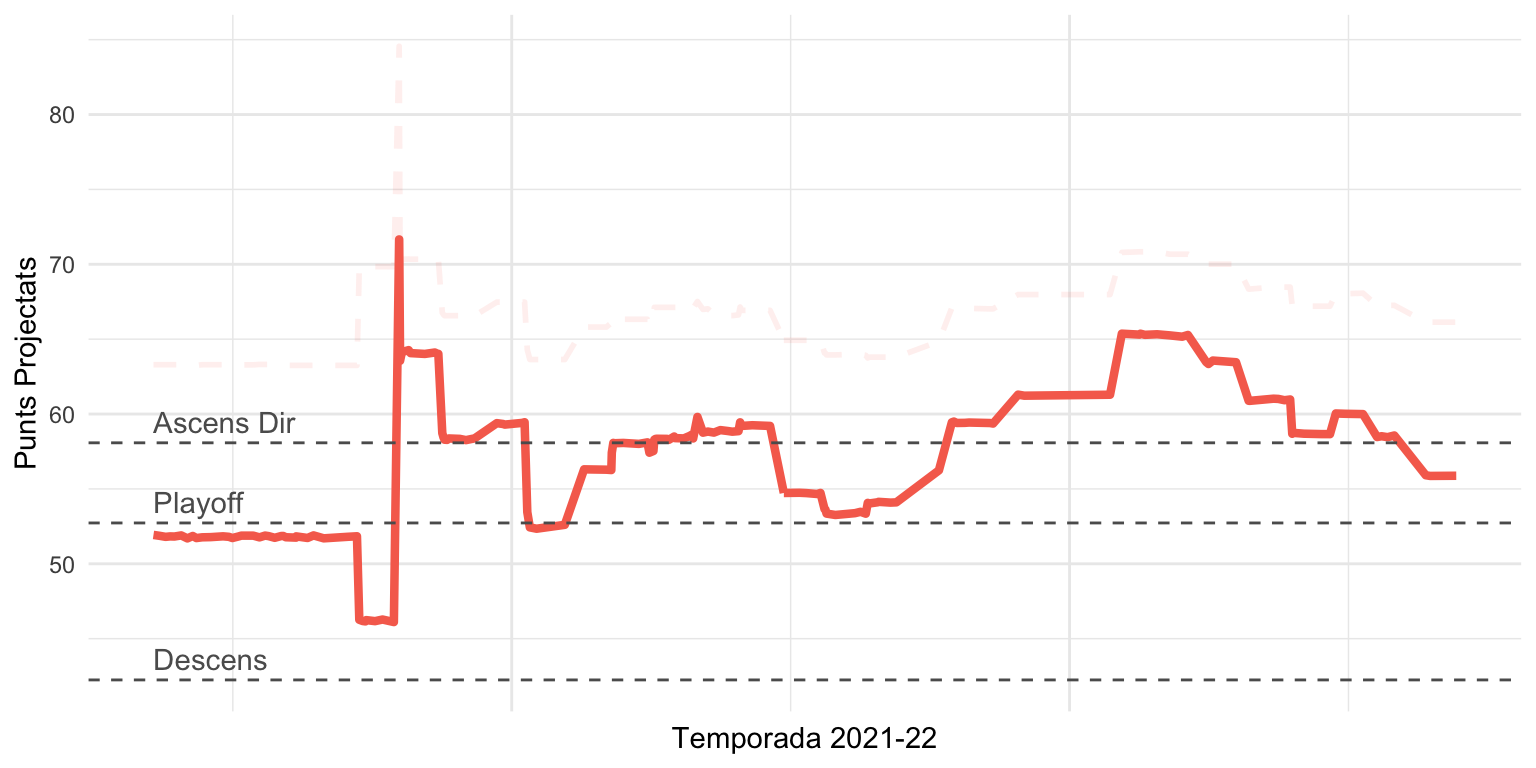 80
70
60
50
Punts Projectats
Ascens Dir
Playoff
Descens
Temporada 2021-22